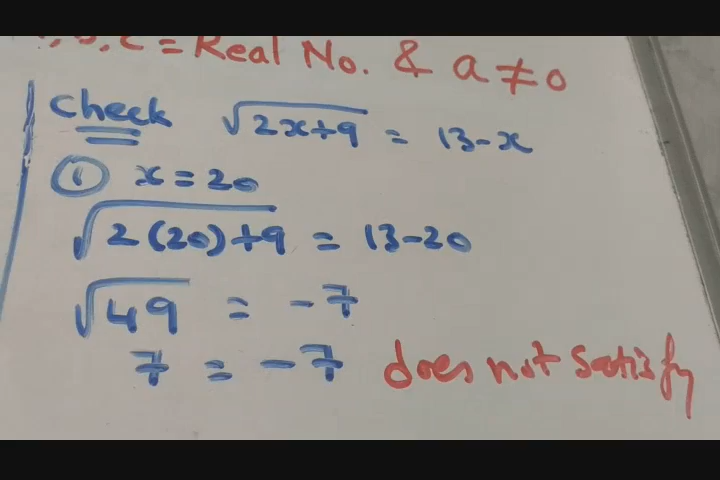 = Real No. & a ≠ 0
Check √2x+9 = 13-x
① x = 20
√2(20)+9 = 13-20
√49 = -7
7 = -7 does not satisfy